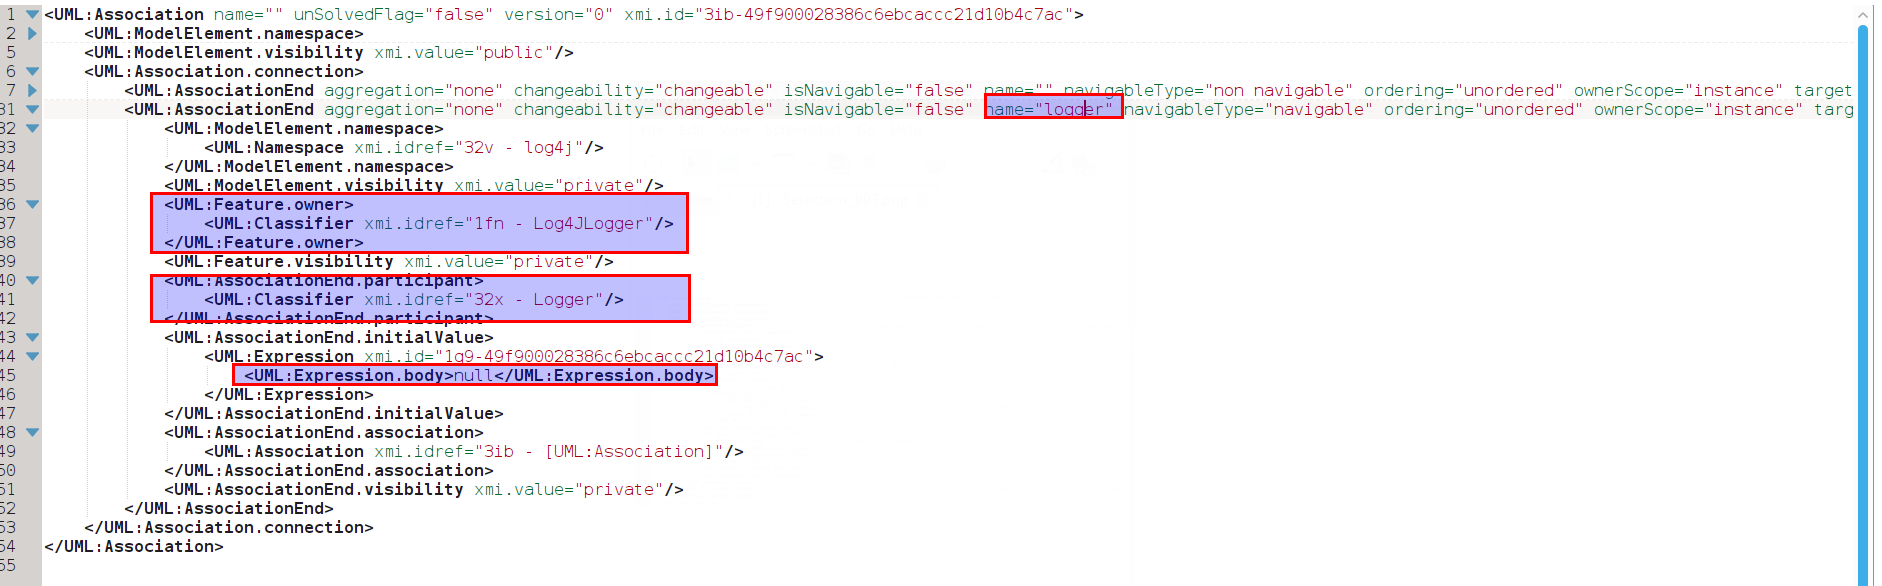 1 <UML:Association name="" unSolvedFlag="false" version="0" xmi.id="3ib-49f900028386c6ebcaccc21d10b4c7ac">
2 <UML:ModelElement.namespace>
5 <UML:ModelElement.visibility xmi.value="public"/>
6 <UML:Association.connection>
7 <UML:AssociationEnd aggregation="none" changeability="changeable" isNavigable="false" name="" navigableType="non navigable" ordering="unordered" ownerScope="instance" target
31 <UML:AssociationEnd aggregation="none" changeability="changeable" isNavigable="false" name="logger" navigableType="navigable" ordering="unordered" ownerScope="instance" targ
32 <UML:ModelElement.namespace>
33 <UML:Namespace xmi.idref="32v - log4j"/>
34 </UML:ModelElement.namespace>
35 <UML:ModelElement.visibility xmi.value="private"/>
36 <UML:Feature.owner>
37 <UML:Classifier xmi.idref="1fn - Log4JLogger"/>
38 </UML:Feature.owner>
39 <UML:Feature.visibility xmi.value="private"/>
40 <UML:AssociationEnd.participant>
41 <UML:Classifier xmi.idref="32x - Logger"/>
42 </UML:AssociationEnd.participant>
43 <UML:AssociationEnd.initialValue>
44 <UML:Expression xmi.id="1q9-49f900028386c6ebcaccc21d10b4c7ac">
45 <UML:Expression.body>null</UML:Expression.body>
46 </UML:Expression>
47 </UML:AssociationEnd.initialValue>
48 <UML:AssociationEnd.association>
49 <UML:Association xmi.idref="3ib - [UML:Association]"/>
50 </UML:AssociationEnd.association>
51 <UML:AssociationEnd.visibility xmi.value="private"/>
52 </UML:AssociationEnd>
53 </UML:Association.connection>
54 </UML:Association>
55